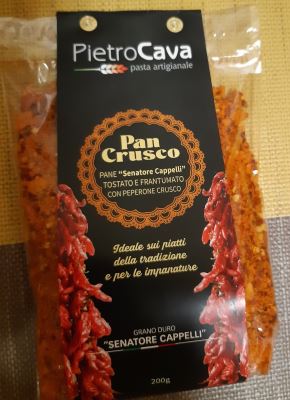 PietroCava
pasta artigianale
Pan
Crusco
PANE "Senatore Cappelli"
TOSTATO E FRANTUMATO
CON PEPERONE CRUSCO
Ideale sui piatti
della tradizione
e per le impanature
GRANO DURO
"SENATORE CAPPELLI"
200g